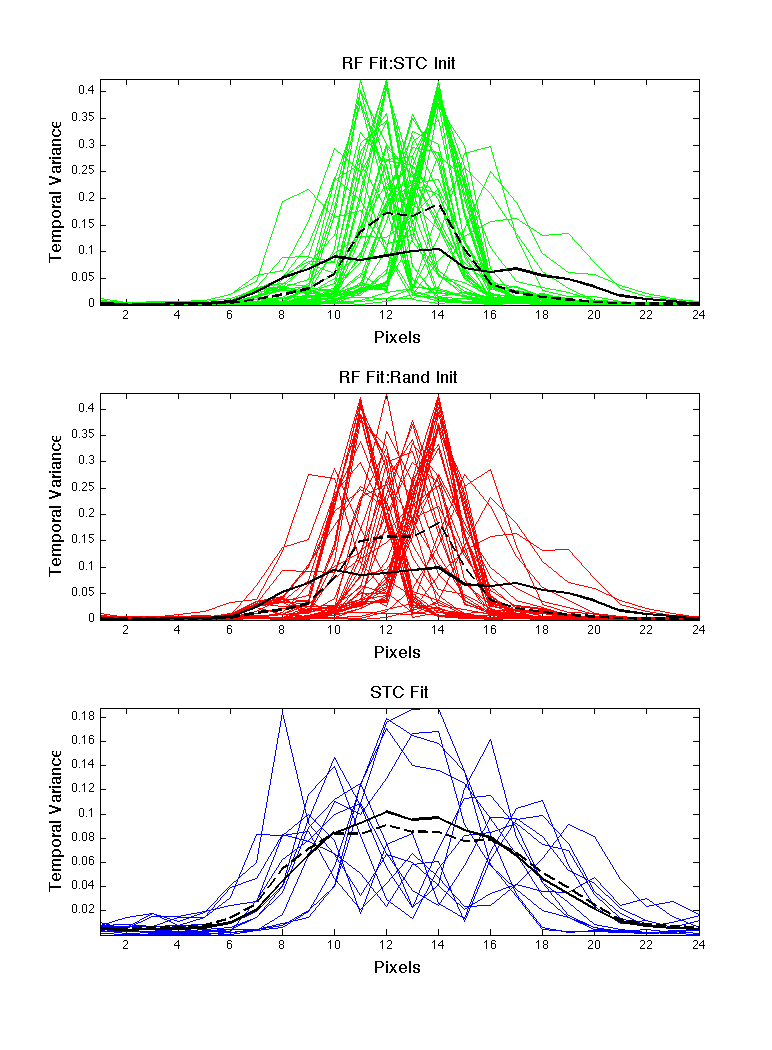 RF Fit:STC Init
Temporal Variance
0.4
0.35
0.3
0.25
0.2
0.15
0.1
0.05
0
2 4 6 8 10 12 14 16 18 20 22 24
Pixels
RF Fit:Rand Init
Temporal Variance
0.4
0.35
0.3
0.25
0.2
0.15
0.1
0.05
0
2 4 6 8 10 12 14 16 18 20 22 24
Pixels
STC Fit
Temporal Variance
0.18
0.16
0.14
0.12
0.1
0.08
0.06
0.04
0.02
2 4 6 8 10 12 14 16 18 20 22 24
Pixels